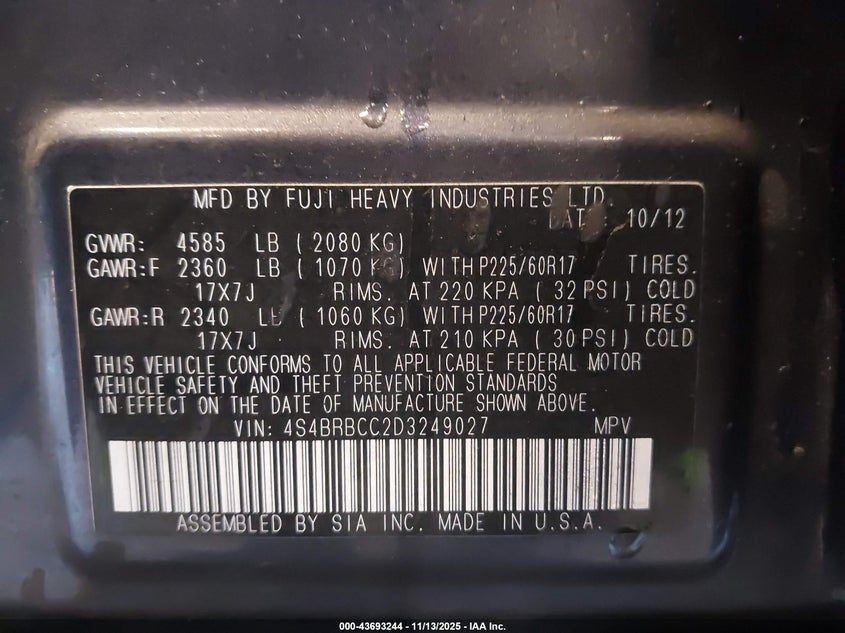 MFD BY FUJI HEAVY INDUSTRIES LTD.
DATE: 10/12
GVWR: 4585 LB ( 2080 KG)
GAWR:F 2360 LB ( 1070 KG) WITH P225/60R17 TIRES.
17X7J RIMS. AT 220 KPA ( 32 PSI) COLD
GAWR:R 2340 LB ( 1060 KG) WITH P225/60R17 TIRES.
17X7J RIMS. AT 210 KPA ( 30 PSI) COLD
THIS VEHICLE CONFORMS TO ALL APPLICABLE FEDERAL MOTOR
VEHICLE SAFETY AND THEFT PREVENTION STANDARDS
IN EFFECT ON THE DATE OF MANUFACTURE SHOWN ABOVE.
VIN: 4S4BRBCC2D3249027 MPV
ASSEMBLED BY SIA INC. MADE IN U.S.A.
000-43693244 - 11/13/2025 - IAA Inc.